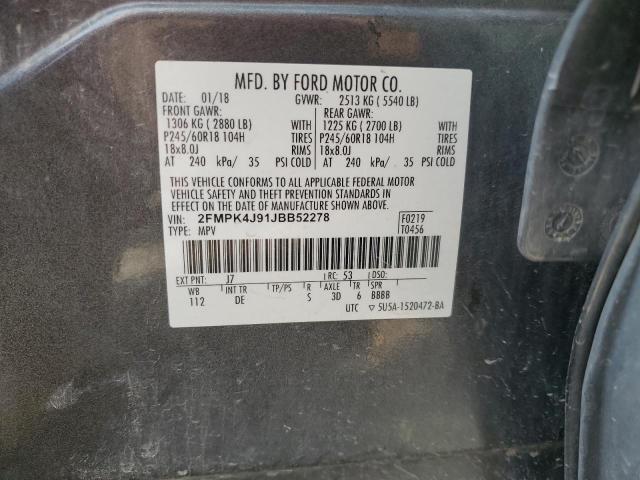 MFD. BY FORD MOTOR CO.
DATE: 01/18 GVWR: 2513 KG ( 5540 LB)
FRONT GAWR: REAR GAWR:
1306 KG ( 2880 LB) WITH 1225 KG ( 2700 LB) WITH
P245/60R18 104H TIRES P245/60R18 104H TIRES
18x8.0J RIMS 18x8.0J RIMS
AT 240 kPa/ 35 PSI COLD AT 240 kPa/ 35 PSI COLD
THIS VEHICLE CONFORMS TO ALL APPLICABLE FEDERAL MOTOR
VEHICLE SAFETY AND THEFT PREVENTION STANDARDS IN
EFFECT ON THE DATE OF MANUFACTURE SHOWN ABOVE.
VIN: 2FMPK4J91JBB52278 F0219
TYPE: MPV T0456
EXT PNT: J7 RC: 53 DSO:
WB INT TR TP/PS R AXLE TR SPR
112 DE S 3D 6 BBBB
UTC ▽5U5A-1520472-BA